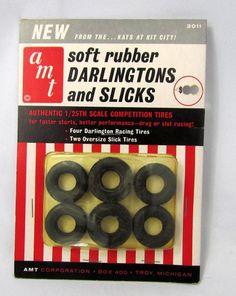 3011
NEW
FROM THE...KATS AT KIT CITY!
amt
soft rubber
DARLINGTONS
and SLICKS
AUTHENTIC 1/25TH SCALE COMPETITION TIRES
for faster starts, better performance—drag or slot racing!
• Four Darlington Racing Tires
• Two Oversize Slick Tires
AMT CORPORATION • BOX 400 • TROY, MICHIGAN